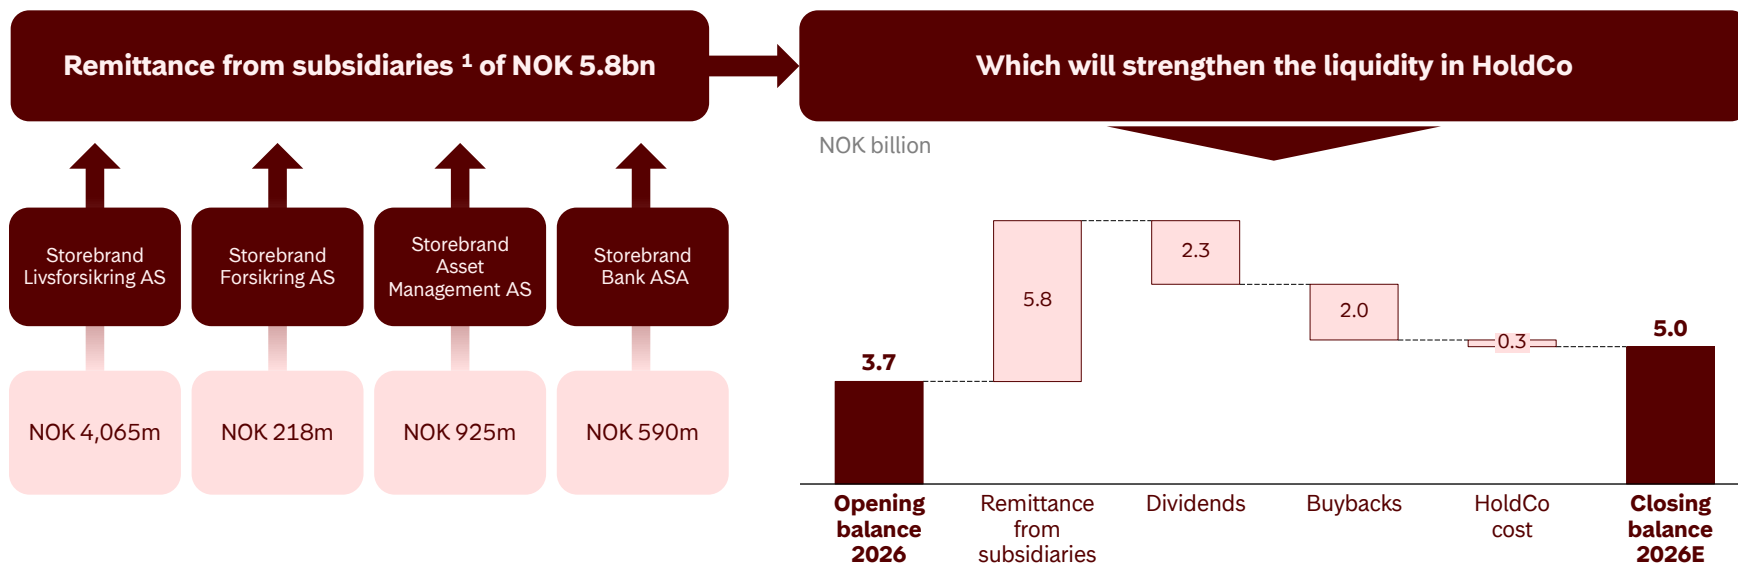 Remittance from subsidiaries ¹ of NOK 5.8bn
Which will strengthen the liquidity in HoldCo
Storebrand
Livsforsikring AS
Storebrand
Forsikring AS
Storebrand
Asset
Management AS
Storebrand
Bank ASA
NOK 4,065m
NOK 218m
NOK 925m
NOK 590m
NOK billion
3.7
5.8
2.3
2.0
0.3
5.0
Opening
balance
2026
Remittance
from
subsidiaries
Dividends
Buybacks
HoldCo
cost
Closing
balance
2026E